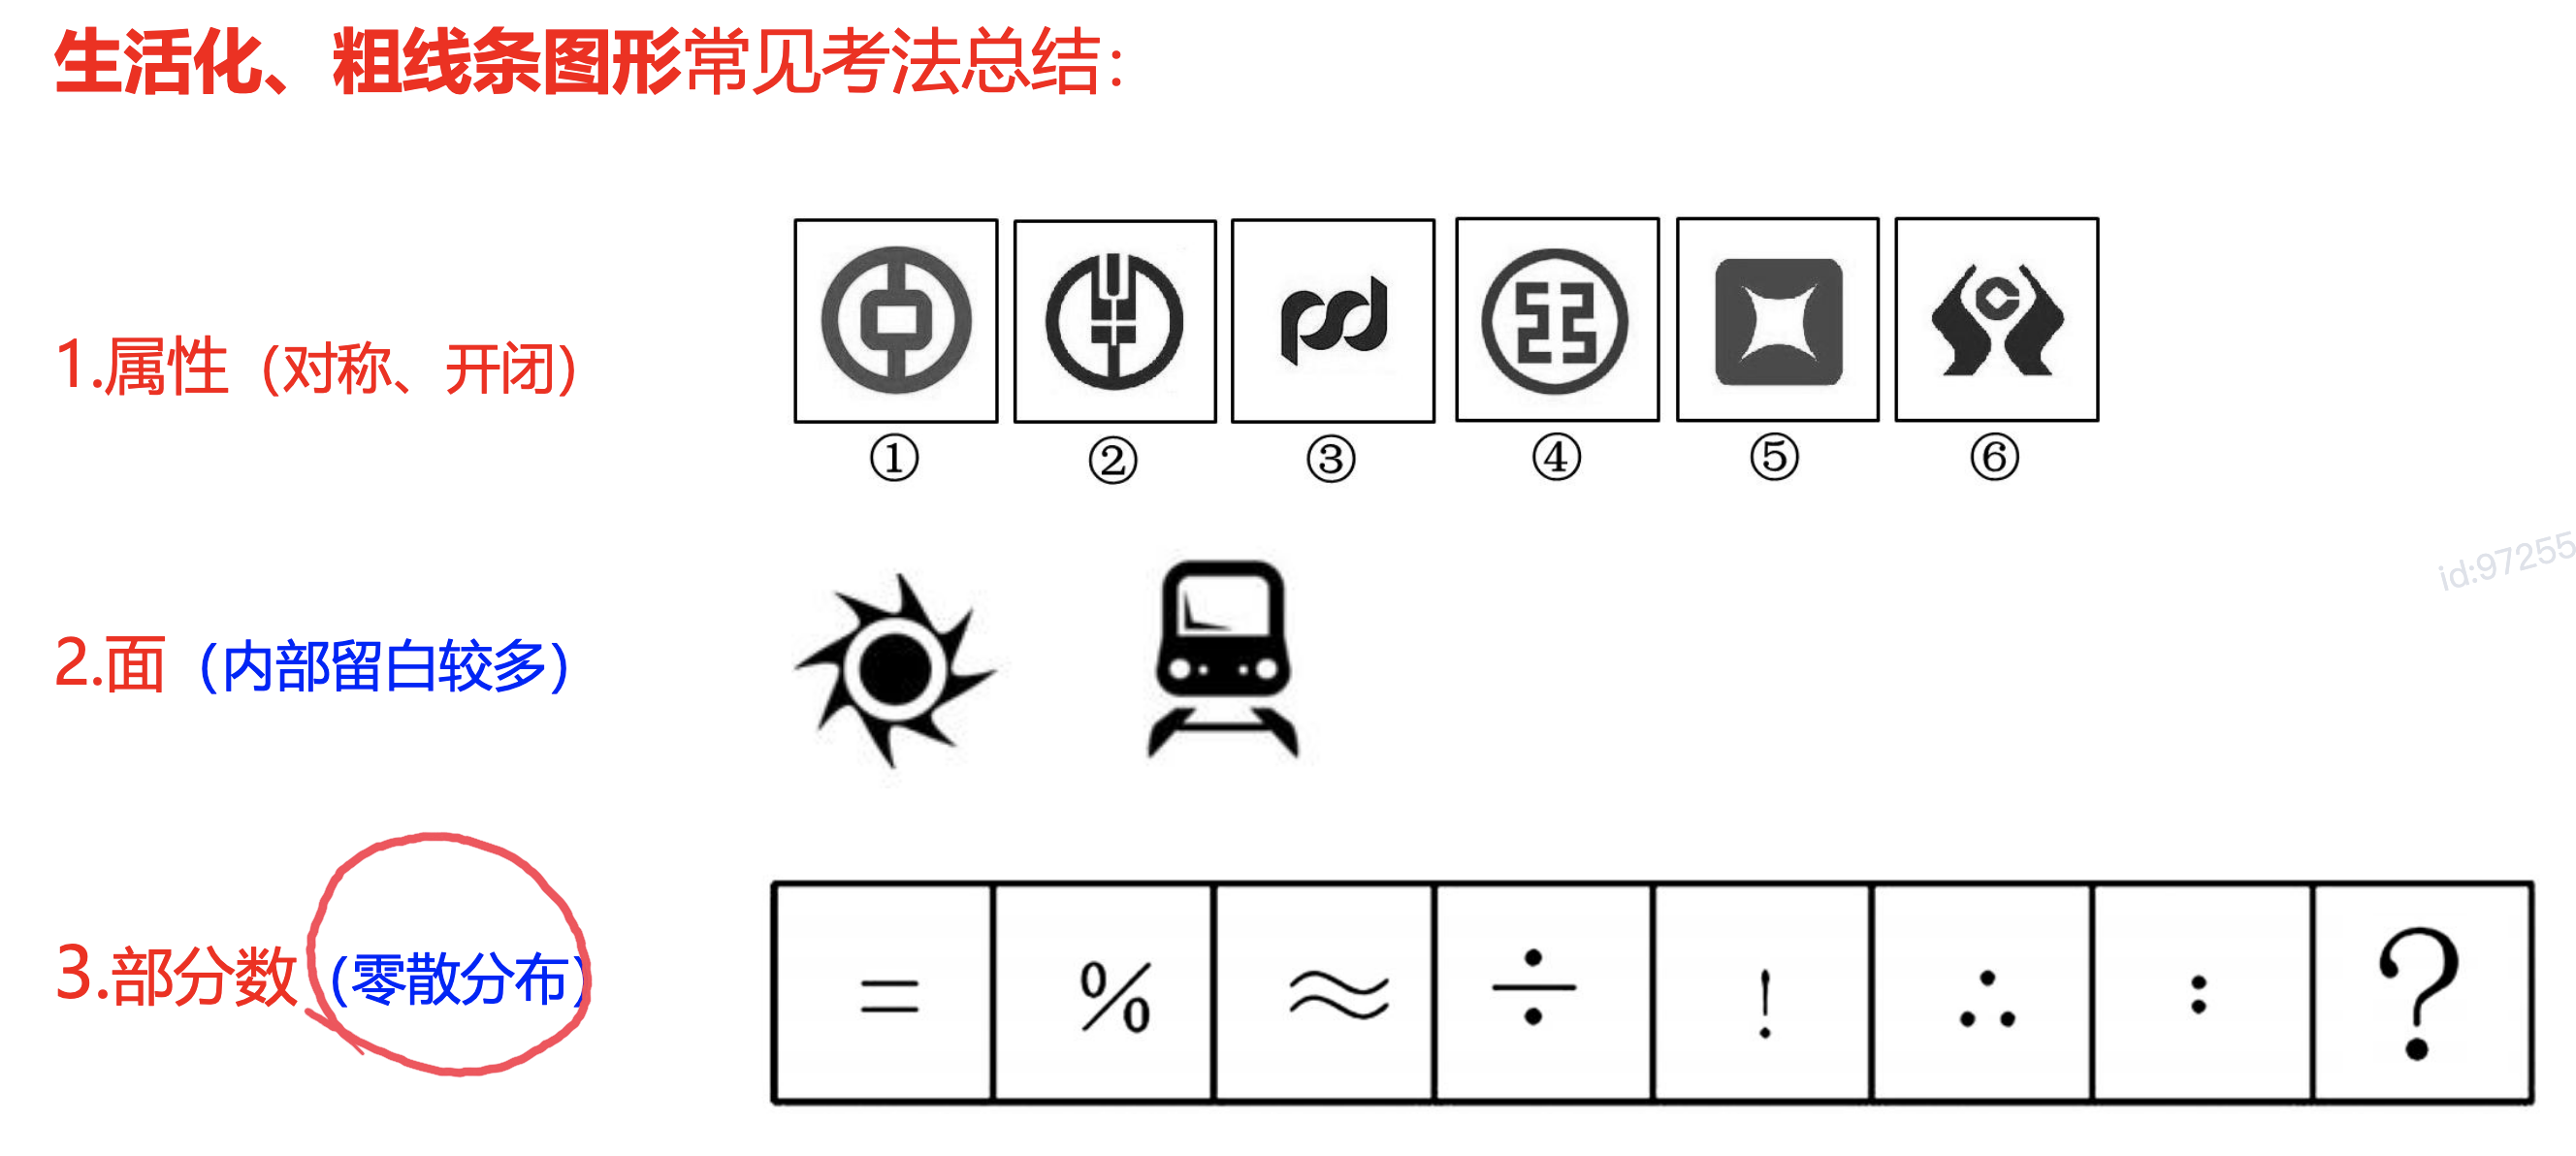 生活化、粗线条图形常见考法总结：
1.属性（对称、开闭）
① ② ③ ④ ⑤ ⑥
id:97255
2.面（内部留白较多）
3.部分数（零散分布）
= % ≈ ÷ ! ∴ : ?